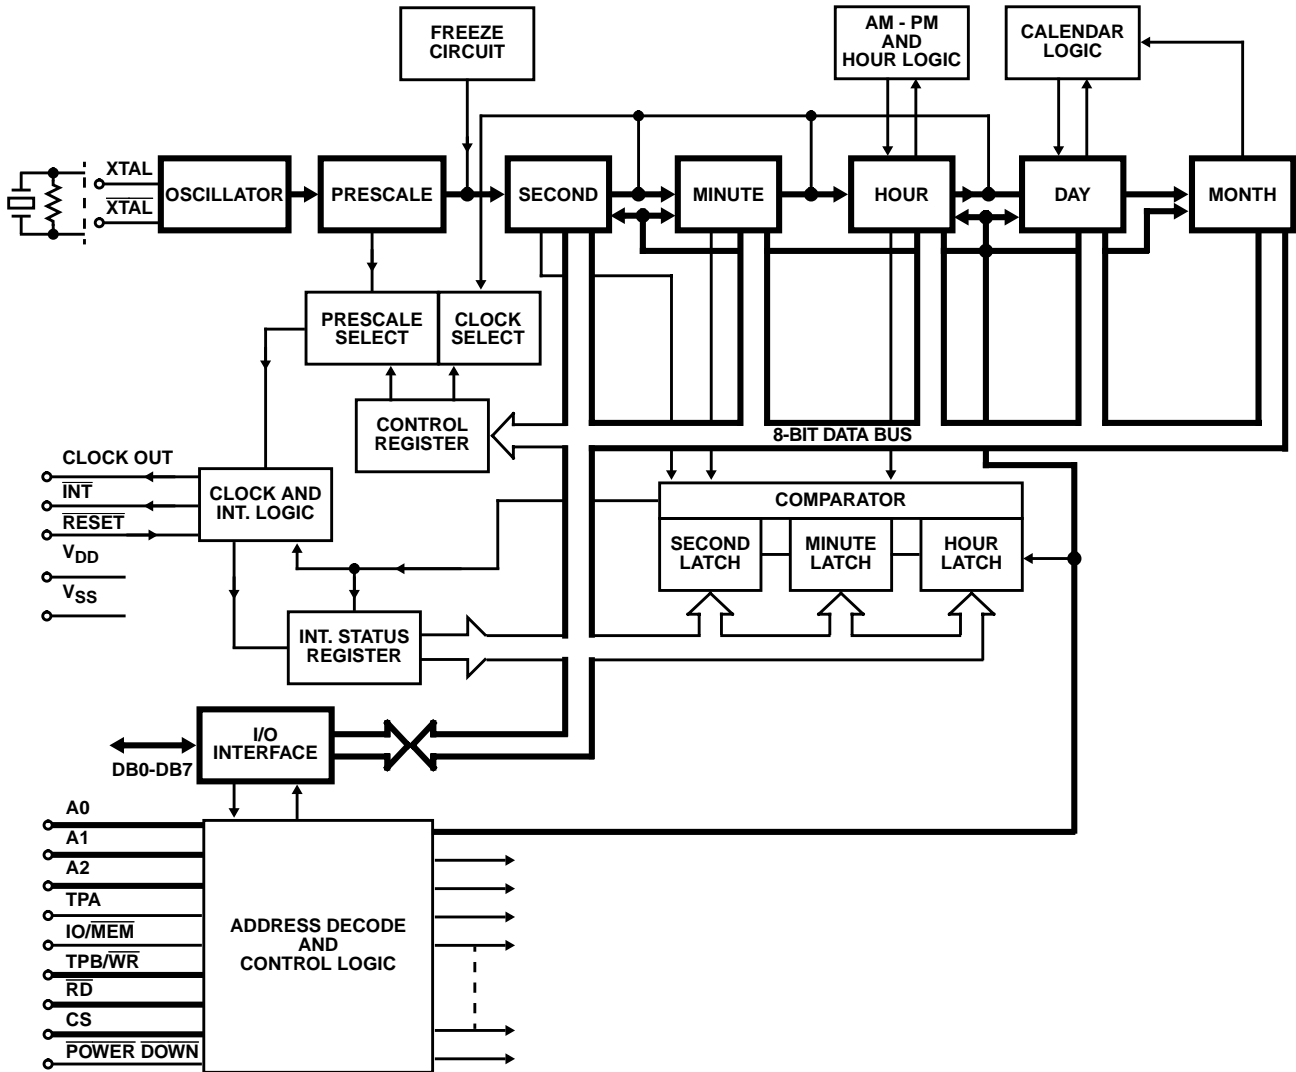 FREEZE
CIRCUIT
AM - PM
AND
HOUR LOGIC
CALENDAR
LOGIC
XTAL
XTAL
OSCILLATOR
PRESCALE
SECOND
MINUTE
HOUR
DAY
MONTH
PRESCALE
SELECT
CLOCK
SELECT
CONTROL
REGISTER
8-BIT DATA BUS
CLOCK OUT
INT
RESET
VDD
VSS
CLOCK AND
INT. LOGIC
COMPARATOR
SECOND
LATCH
MINUTE
LATCH
HOUR
LATCH
INT. STATUS
REGISTER
I/O
INTERFACE
DB0-DB7
A0
A1
A2
TPA
IO/MEM
TPB/WR
RD
CS
POWER DOWN
ADDRESS DECODE
AND
CONTROL LOGIC